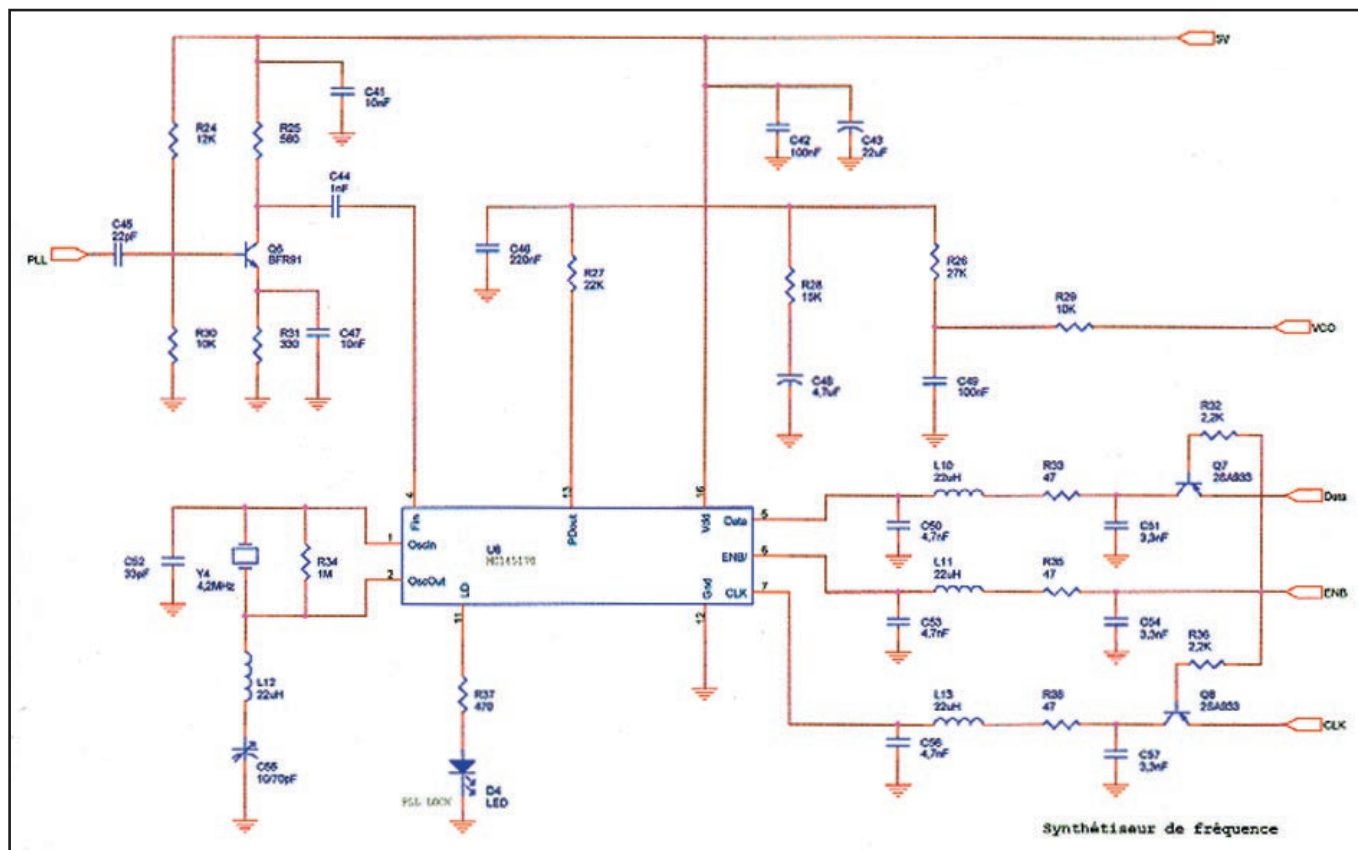 5V
C41
10nF
R24
12K
R25
560
C42
100nF
C43
22uF
C44
1nF
C45
22pF
PLL
Q5
BFR91
C46
220nF
R27
22K
R28
15K
R26
27K
R29
10K
VCO
R30
10K
R31
330
C47
10nF
C48
4,7uF
C49
100nF
R32
2,2K
Q7
2SA933
Data
4
13
16
L10
22uH
R33
47
Fin
PDout
Vdd
Data
5
C50
4,7nF
C51
3,3nF
1
OscIn
U6
MC145170
ENB/
6
L11
22uH
R35
47
ENB
C52
33pF
Y4
4,2MHz
R34
1M
2
OscOut
LD
Gnd
CLK
7
11
12
C53
4,7nF
C54
3,3nF
R36
2,2K
L12
22uH
R37
470
L13
22uH
R38
47
Q8
2SA933
CLK
C55
10/70pF
C56
4,7nF
C57
3,3nF
PLL LOCK
D4
LED
Synthétiseur de fréquence